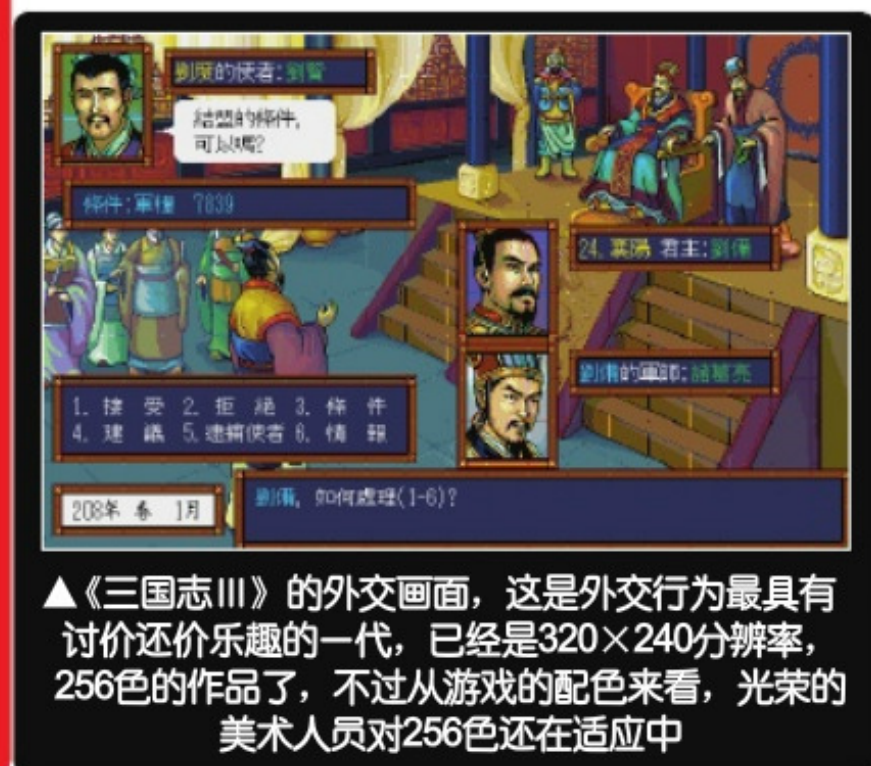 劉度的使者:劉賢
結盟的條件,
可以嗎?
條件:軍糧 7839
24. 襄陽 君主:劉備
劉備的軍師:諸葛亮
1. 接 受 2. 拒 絕 3. 條 件
4. 建 議 5.逮捕使者 6. 情 報
208年 春 1月
劉備, 如何處理(1-6)?
▲《三国志III》的外交画面，这是外交行为最具有
讨价还价乐趣的一代，已经是320×240分辨率，
256色的作品了，不过从游戏的配色来看，光荣的
美术人员对256色还在适应中